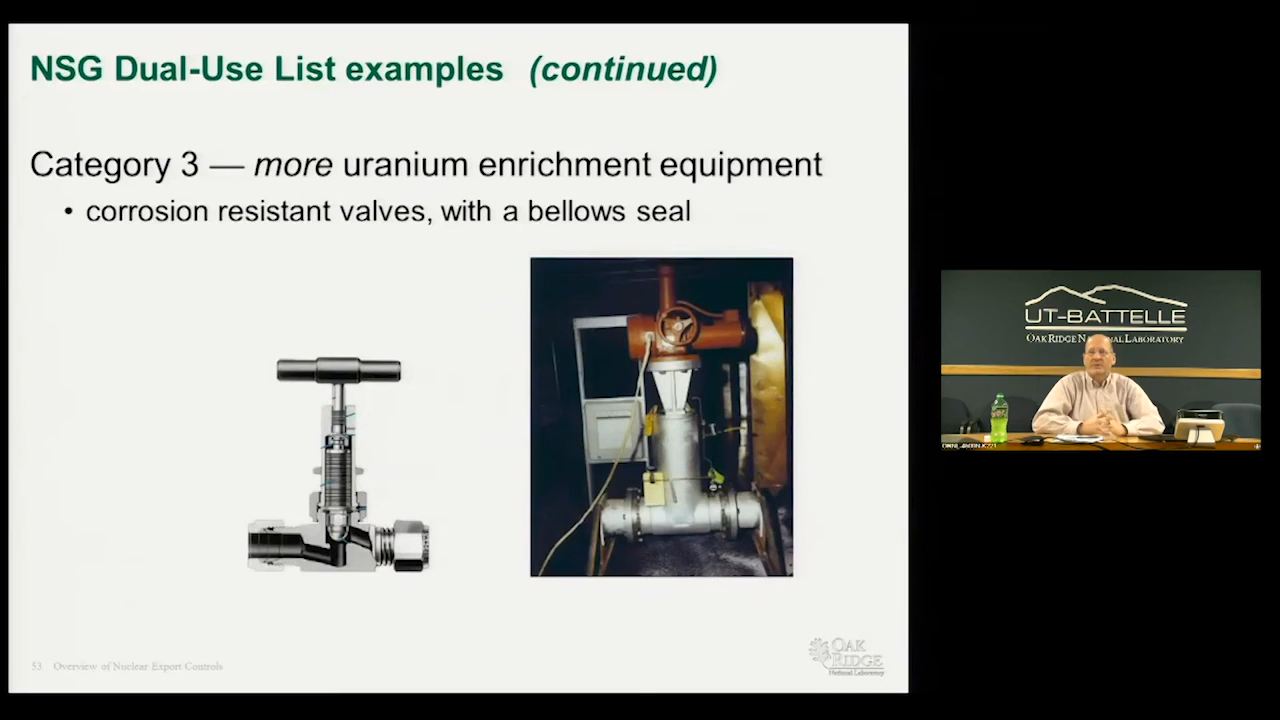 NSG Dual-Use List examples (continued)
Category 3 — more uranium enrichment equipment
• corrosion resistant valves, with a bellows seal
UT-BATTELLE
OAK RIDGE NATIONAL LABORATORY
53 Overview of Nuclear Export Controls
OAK
RIDGE
National Laboratory